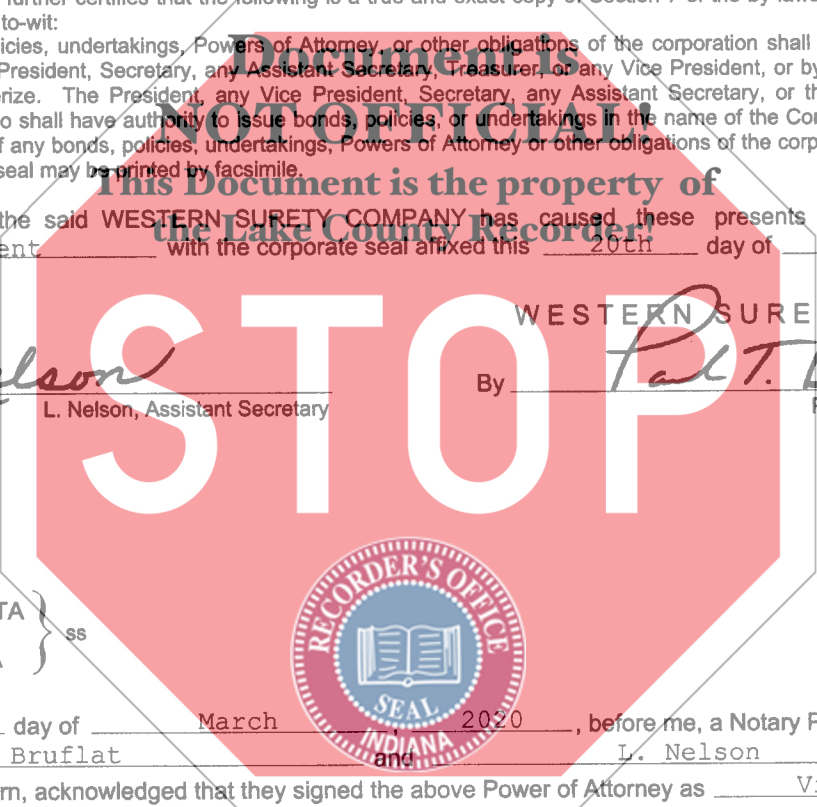 further certifies that the following is a true and exact copy of Section 7 of the by-laws
to-wit:
icies, undertakings, Powers of Attorney, or other obligations of the corporation shall
President, Secretary, any Assistant Secretary, Treasurer, or any Vice President, or by
rize. The President, any Vice President, Secretary, any Assistant Secretary, or th
o shall have authority to issue bonds, policies, or undertakings in the name of the Cor
f any bonds, policies, undertakings, Powers of Attorney or other obligations of the corp
seal may be printed by facsimile.
Document is
NOT OFFICIAL!
This Document is the property of
the Lake County Recorder!
the said WESTERN SURETY COMPANY has caused these presents
ent with the corporate seal affixed this 20th day of
STOP
WESTERN SURE
elson By Paul T.
L. Nelson, Assistant Secretary
RECORDER'S OFFICE
SEAL
INDIANA
TA
ss
A
day of March , 2020 , before me, a Notary P
Bruflat and L. Nelson
rn, acknowledged that they signed the above Power of Attorney as Vi